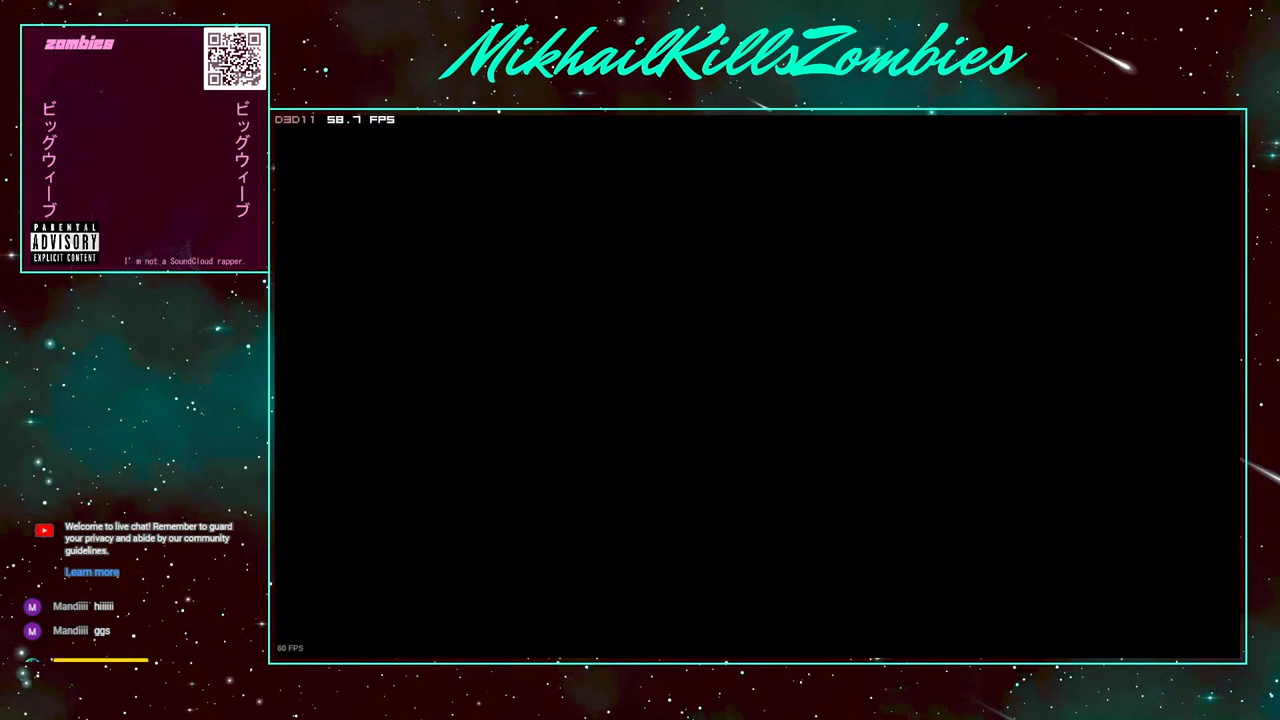 MikhailKillsZombies
zombies
ビッグウィーブ
ビッグウィーブ
PARENTAL
ADVISORY
EXPLICIT CONTENT
I'm not a SoundCloud rapper.
D3D11 58.7 FPS
60 FPS
Welcome to live chat! Remember to guard
your privacy and abide by our community
guidelines.
Learn more
M Mandiiii hiiiiii
M Mandiiii ggs